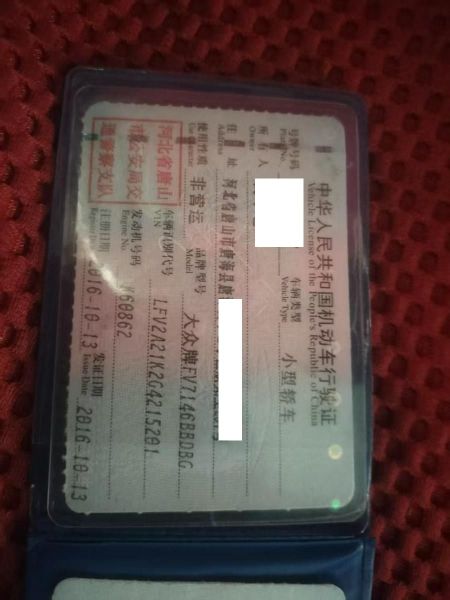 中华人民共和国机动车行驶证
Vehicle License of the People's Republic of China
号牌号码
Plate No.
车辆类型 小型轿车
Vehicle Type
所有人
Owner
住址 河北省唐山市唐海县唐
Address
使用性质 非营运
Use Character
品牌型号 大众牌FV7146BBDBG
Model
河北省唐山
市公安局交
通警察支队
车辆识别代号 LFV2A21K2G4215201
VIN
发动机号码 K60862
Engine No.
注册日期 2016-10-13
Register Date
发证日期 2016-10-13
Issue Date